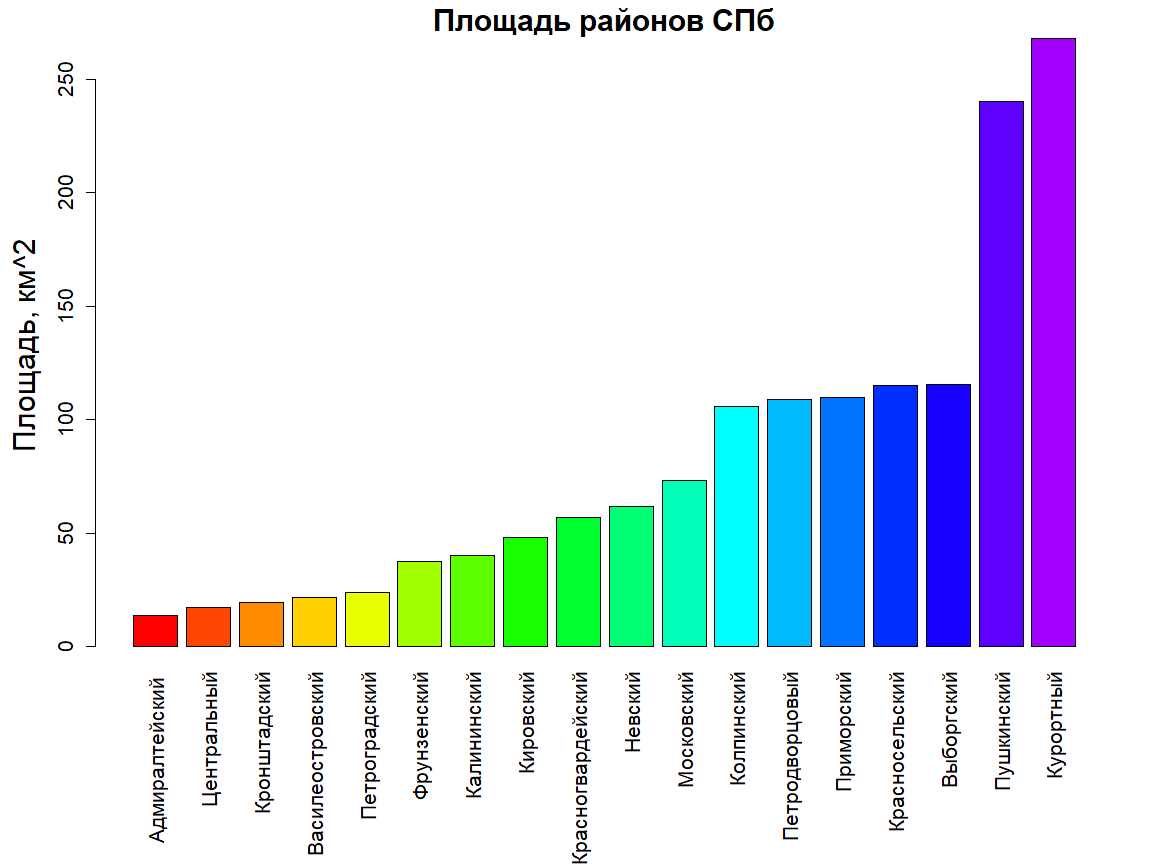 Площадь районов СПб
Площадь, км^2
250
200
150
100
50
0
Адмиралтейский
Центральный
Кронштадский
Василеостровский
Петроградский
Фрунзенский
Калининский
Кировский
Красногвардейский
Невский
Московский
Колпинский
Петродворцовый
Приморский
Красносельский
Выборгский
Пушкинский
Курортный